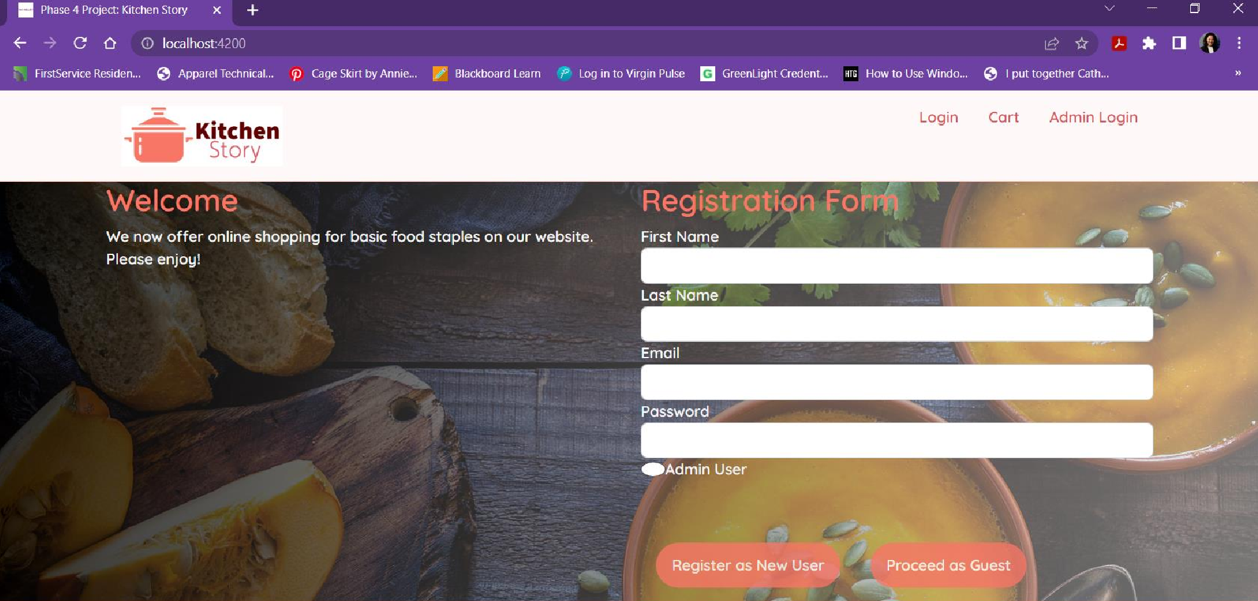 Phase 4 Project: Kitchen Story
localhost:4200
FirstService Residen... Apparel Technical... Cage Skirt by Annie... Blackboard Learn Log in to Virgin Pulse G GreenLight Credent... HTG How to Use Windo... I put together Cath... »
Kitchen
Story
Login Cart Admin Login
Welcome
We now offer online shopping for basic food staples on our website.
Please enjoy!
Registration Form
First Name
Last Name
Email
Password
Admin User
Register as New User Proceed as Guest